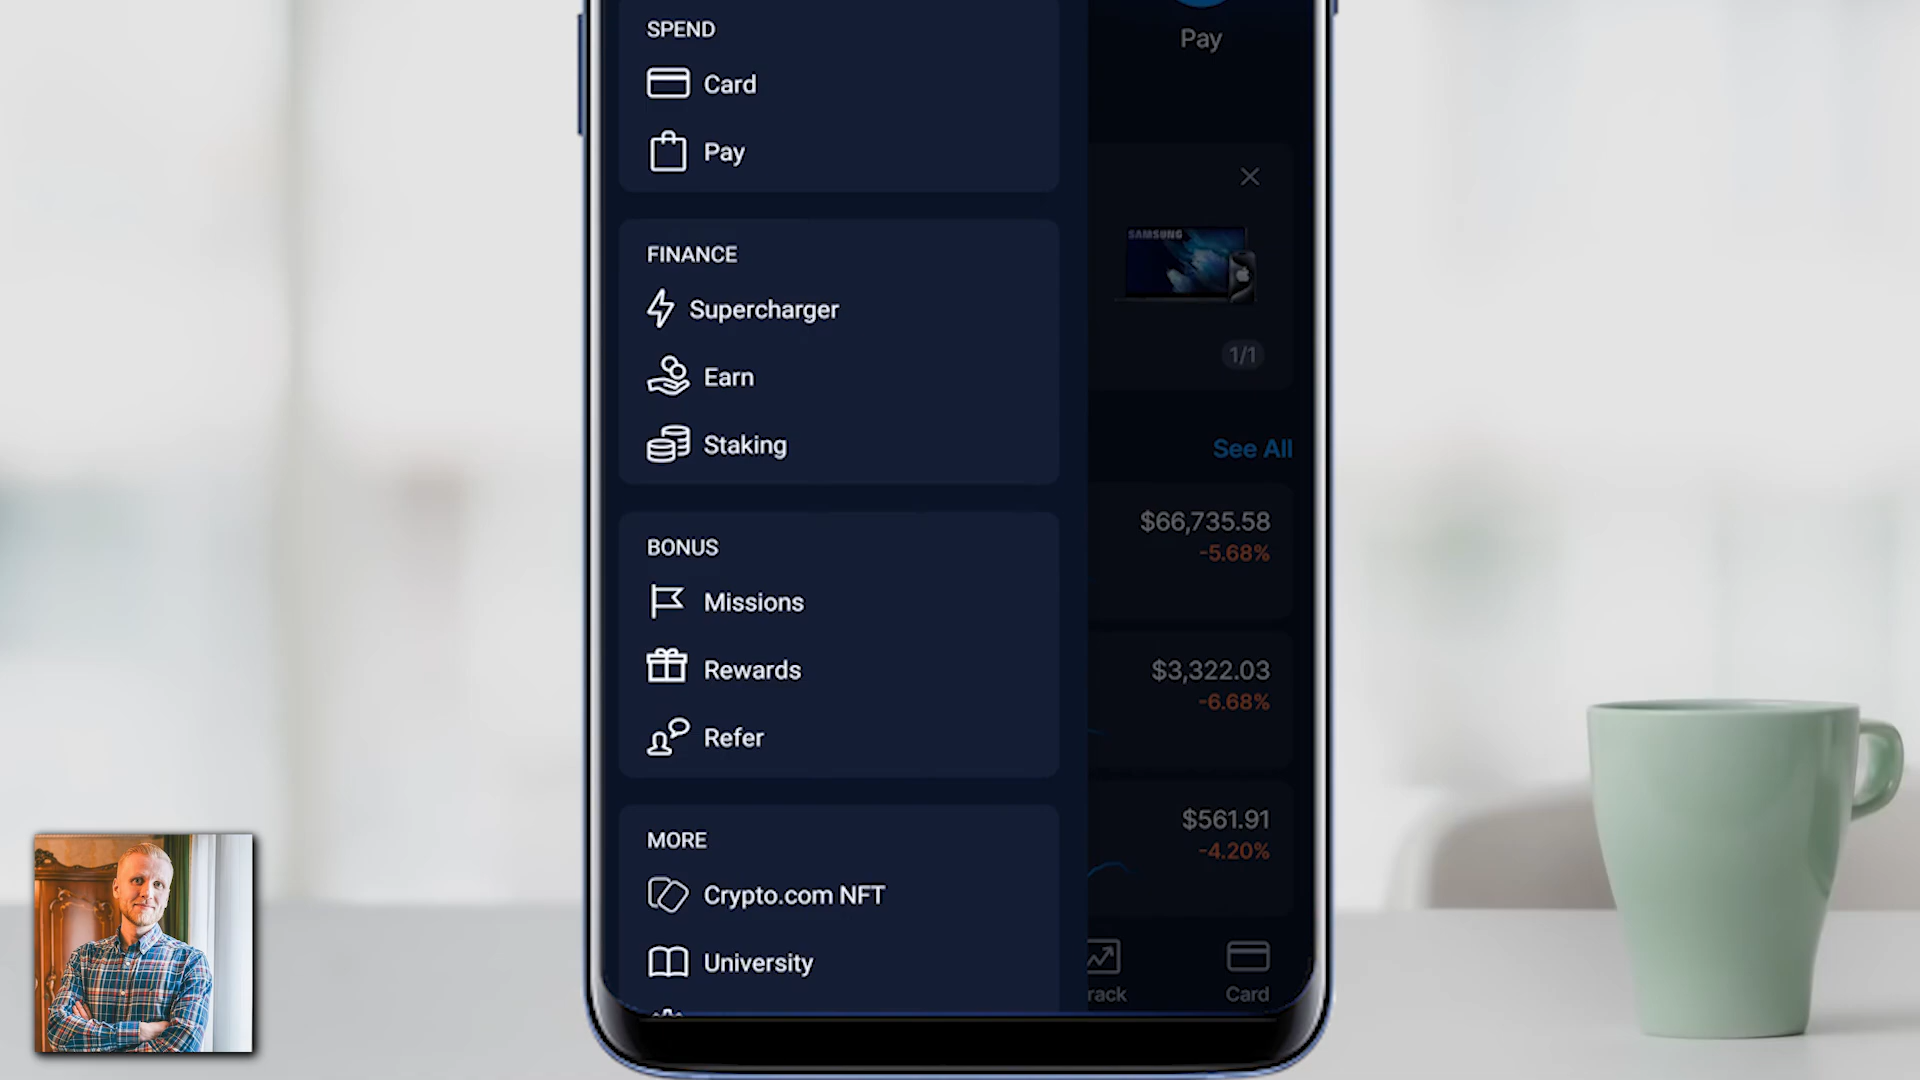 SPEND
Card
Pay
FINANCE
Supercharger
Earn
Staking
BONUS
Missions
Rewards
Refer
MORE
Crypto.com NFT
University
Pay
SAMSUNG
1/1
See All
$66,735.58
-5.68%
$3,322.03
-6.68%
$561.91
-4.20%
rack
Card